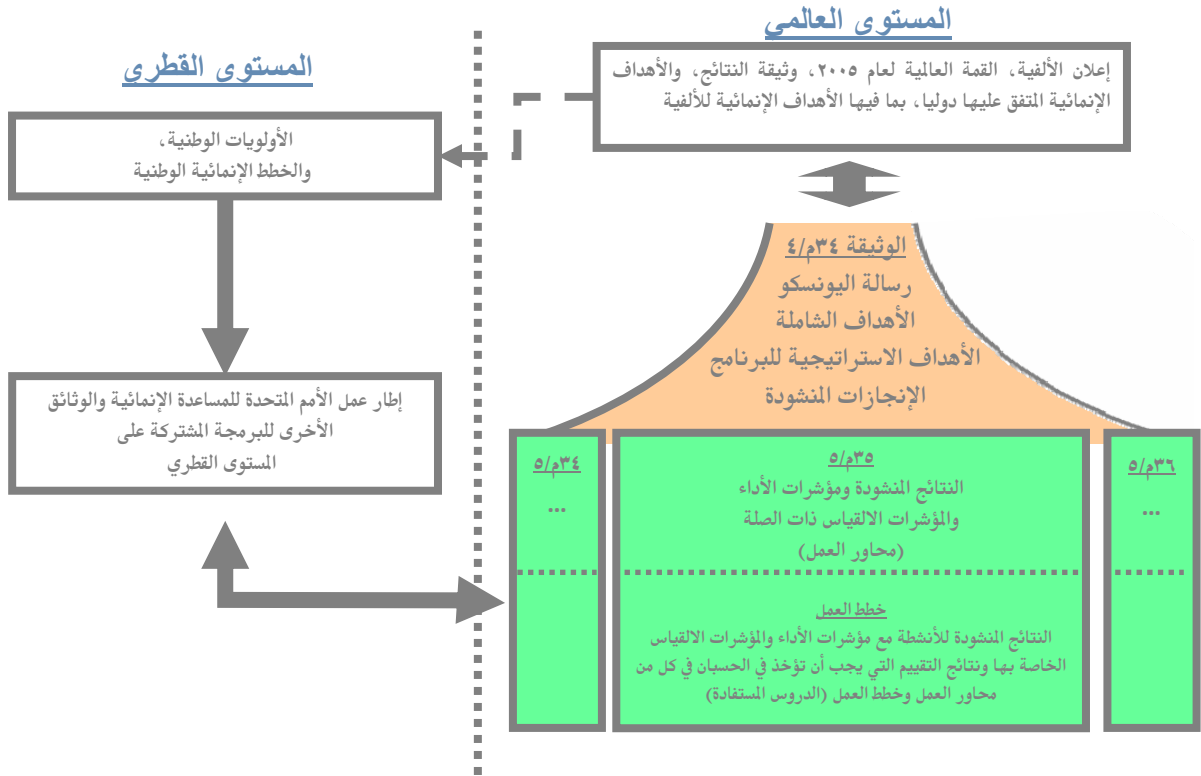 المستوى العالمي
إعلان الألفية، القمة العالمية لعام ٢٠٠٥، وثيقة النتائج، والأهداف
الإنمائية المتفق عليها دوليا، بما فيها الأهداف الإنمائية للألفية
المستوى القطري
الأولويات الوطنية،
والخطط الإنمائية الوطنية
الوثيقة ٣٤م/٤
رسالة اليونسكو
الأهداف الشاملة
الأهداف الاستراتيجية للبرنامج
الإنجازات المنشودة
إطار عمل الأمم المتحدة للمساعدة الإنمائية والوثائق
الأخرى للبرمجة المشتركة على
المستوى القطري
٣٦م/٥
...
٣٥م/٥
النتائج المنشودة ومؤشرات الأداء
والمؤشرات الالقياس ذات الصلة
(محاور العمل)
خطط العمل
النتائج المنشودة للأنشطة مع مؤشرات الأداء والمؤشرات الالقياس
الخاصة بها ونتائج التقييم التي يجب أن تؤخذ في الحسبان في كل من
محاور العمل وخطط العمل (الدروس المستفادة)
٣٤م/٥
...